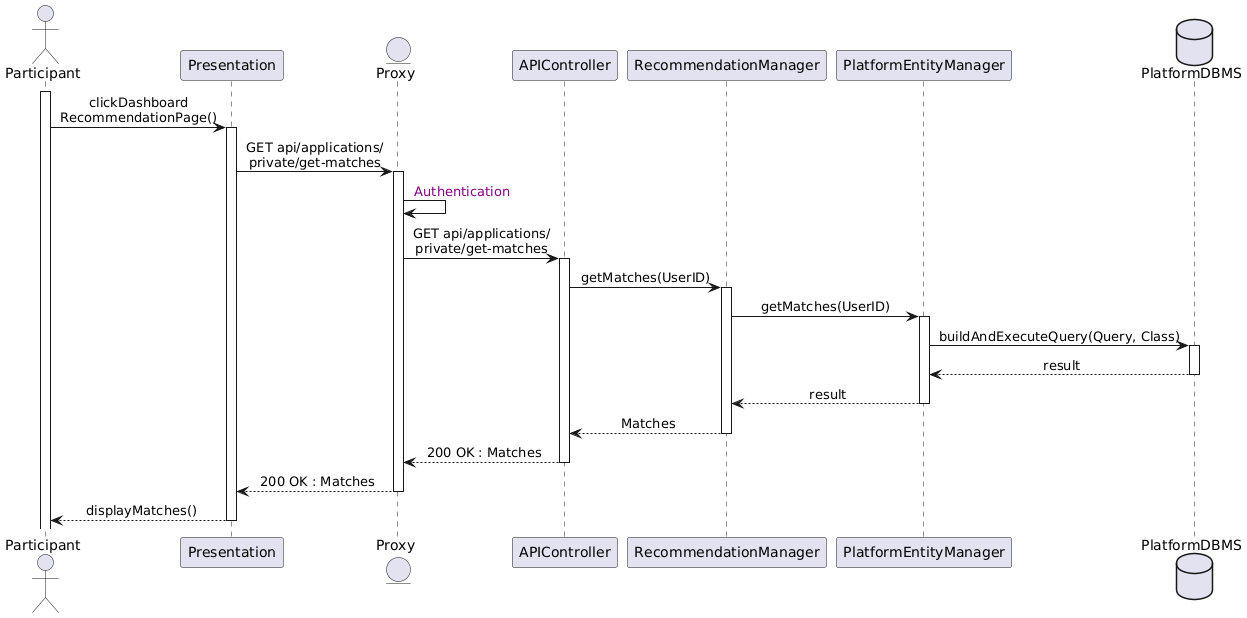 Participant
Presentation
Proxy
APIController
RecommendationManager
PlatformEntityManager
PlatformDBMS
clickDashboard
RecommendationPage()
GET api/applications/
private/get-matches
Authentication
GET api/applications/
private/get-matches
getMatches(UserID)
getMatches(UserID)
buildAndExecuteQuery(Query, Class)
result
result
Matches
200 OK : Matches
200 OK : Matches
displayMatches()
Participant
Presentation
Proxy
APIController
RecommendationManager
PlatformEntityManager
PlatformDBMS